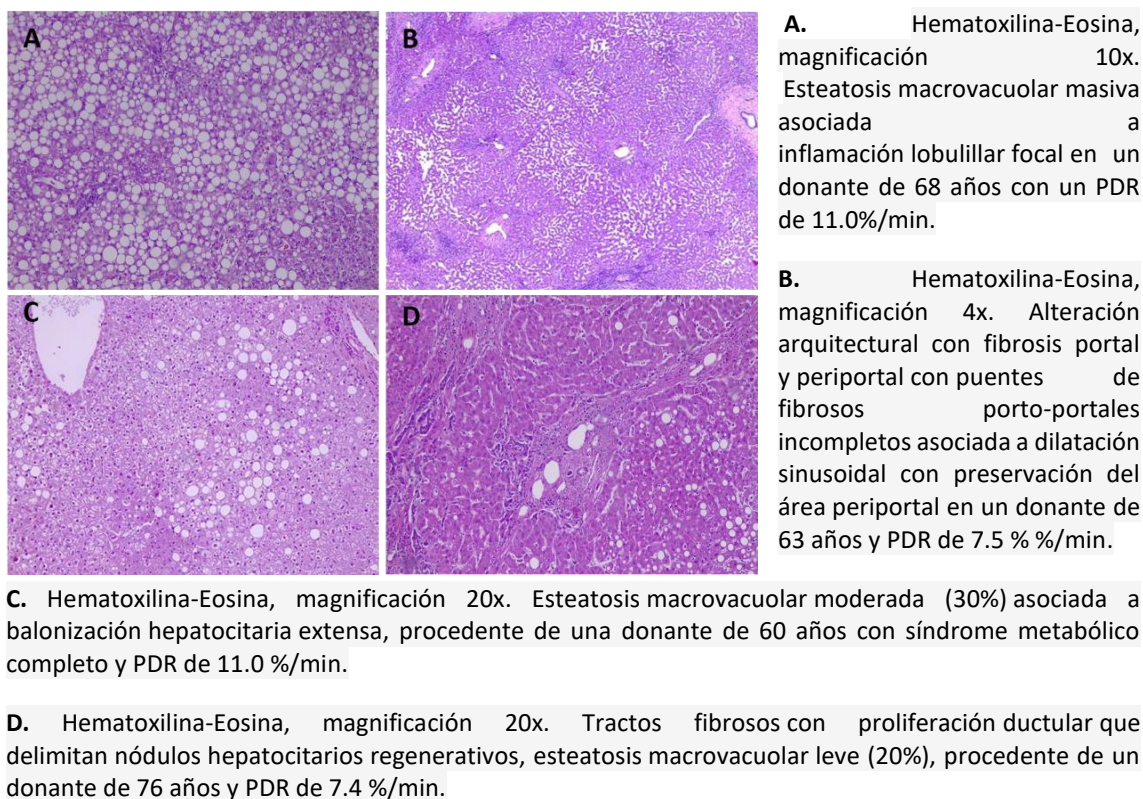 A
B
C
D
A. Hematoxilina-Eosina,
magnificación 10x.
Esteatosis macrovacuolar masiva
asociada a
inflamación lobulillar focal en un
donante de 68 años con un PDR
de 11.0%/min.
B. Hematoxilina-Eosina,
magnificación 4x. Alteración
arquitectural con fibrosis portal
y periportal con puentes de
fibrosos porto-portales
incompletos asociada a dilatación
sinusoidal con preservación del
área periportal en un donante de
63 años y PDR de 7.5 % %/min.
C. Hematoxilina-Eosina, magnificación 20x. Esteatosis macrovacuolar moderada (30%) asociada a
balonización hepatocitaria extensa, procedente de una donante de 60 años con síndrome metabólico
completo y PDR de 11.0 %/min.
D. Hematoxilina-Eosina, magnificación 20x. Tractos fibrosos con proliferación ductular que
delimitan nódulos hepatocitarios regenerativos, esteatosis macrovacuolar leve (20%), procedente de un
donante de 76 años y PDR de 7.4 %/min.